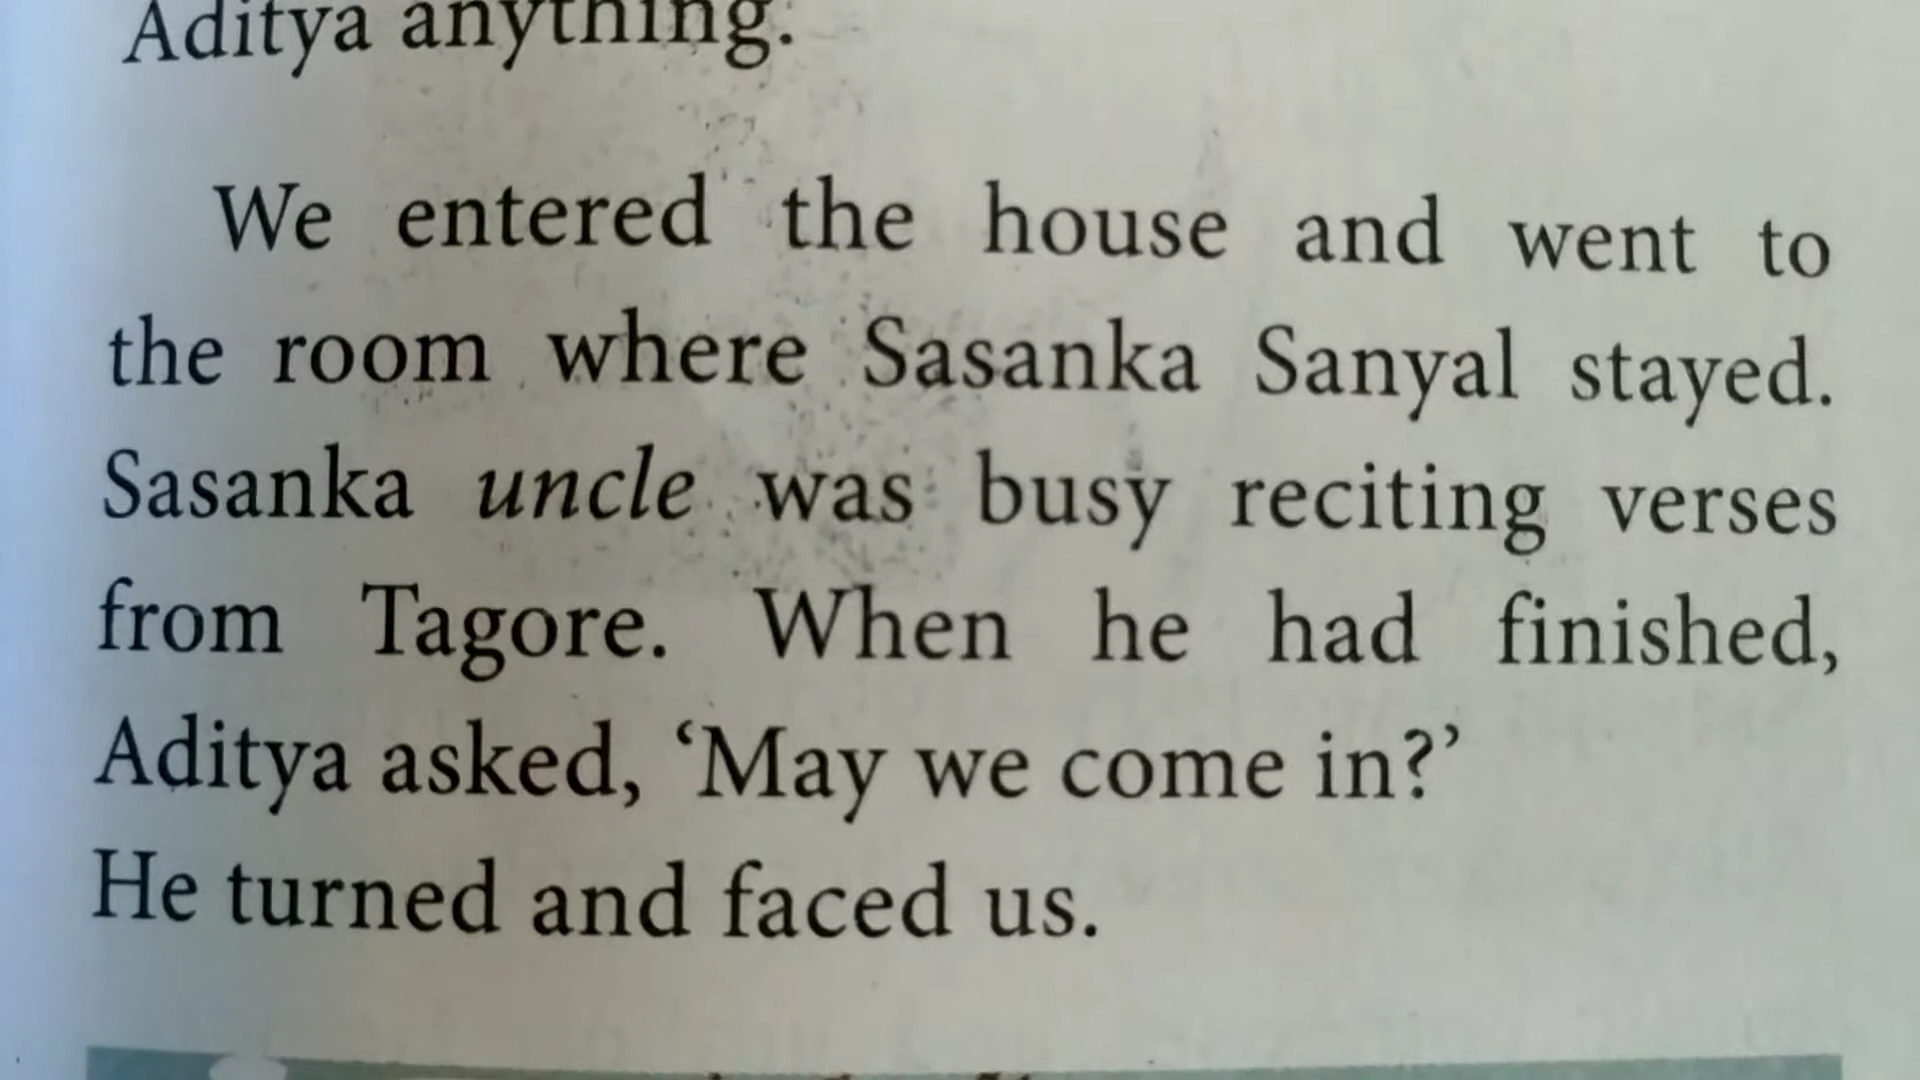 Aditya anything.
We entered the house and went to
the room where Sasanka Sanyal stayed.
Sasanka uncle was busy reciting verses
from Tagore. When he had finished,
Aditya asked, ‘May we come in?’
He turned and faced us.